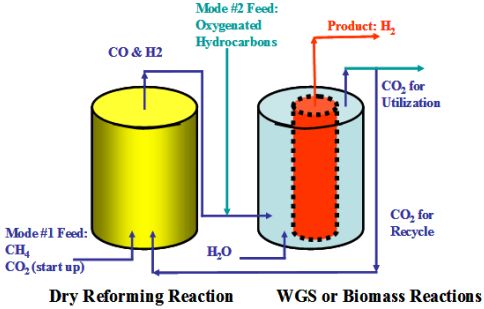 Mode #2 Feed:
Oxygenated
Hydrocarbons
Product: H₂
CO & H2
CO₂ for
Utilization
CO₂ for
Recycle
Mode #1 Feed:
CH₄
CO₂ (start up)
H₂O
Dry Reforming Reaction
WGS or Biomass Reactions